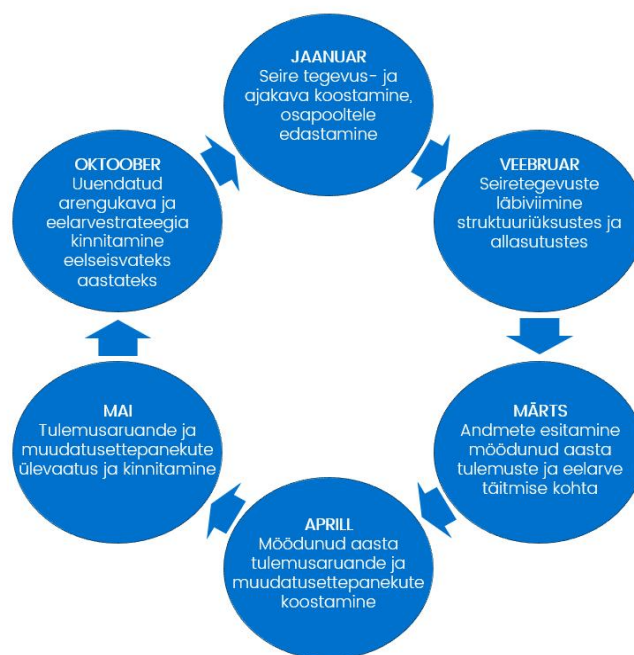 JAANUAR
Seire tegevus- ja
ajakava koostamine,
osapooltele
edastamine
VEEBRUAR
Seiretegevuste
läbiviimine
struktuuriüksustes ja
allasutustes
MÄRTS
Andmete esitamine
möödunud aasta
tulemuste ja eelarve
täitmise kohta
APRILL
Möödunud aasta
tulemusaruande ja
muudatusettepanekute
koostamine
MAI
Tulemusaruande ja
muudatusettepanekute
ülevaatus ja kinnitamine
OKTOOBER
Uuendatud
arengukava ja
eelarvestrateegia
kinnitamine
eelseisvateks
aastateks